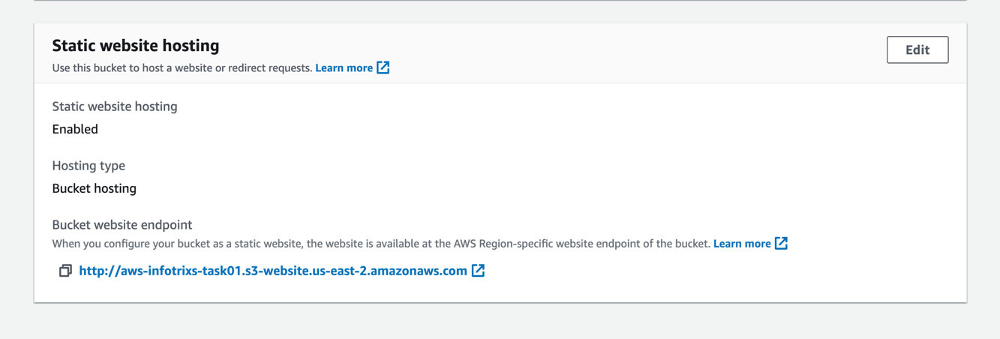 Static website hosting
Edit
Use this bucket to host a website or redirect requests. Learn more
Static website hosting
Enabled
Hosting type
Bucket hosting
Bucket website endpoint
When you configure your bucket as a static website, the website is available at the AWS Region-specific website endpoint of the bucket. Learn more
http://aws-infotrixs-task01.s3-website.us-east-2.amazonaws.com